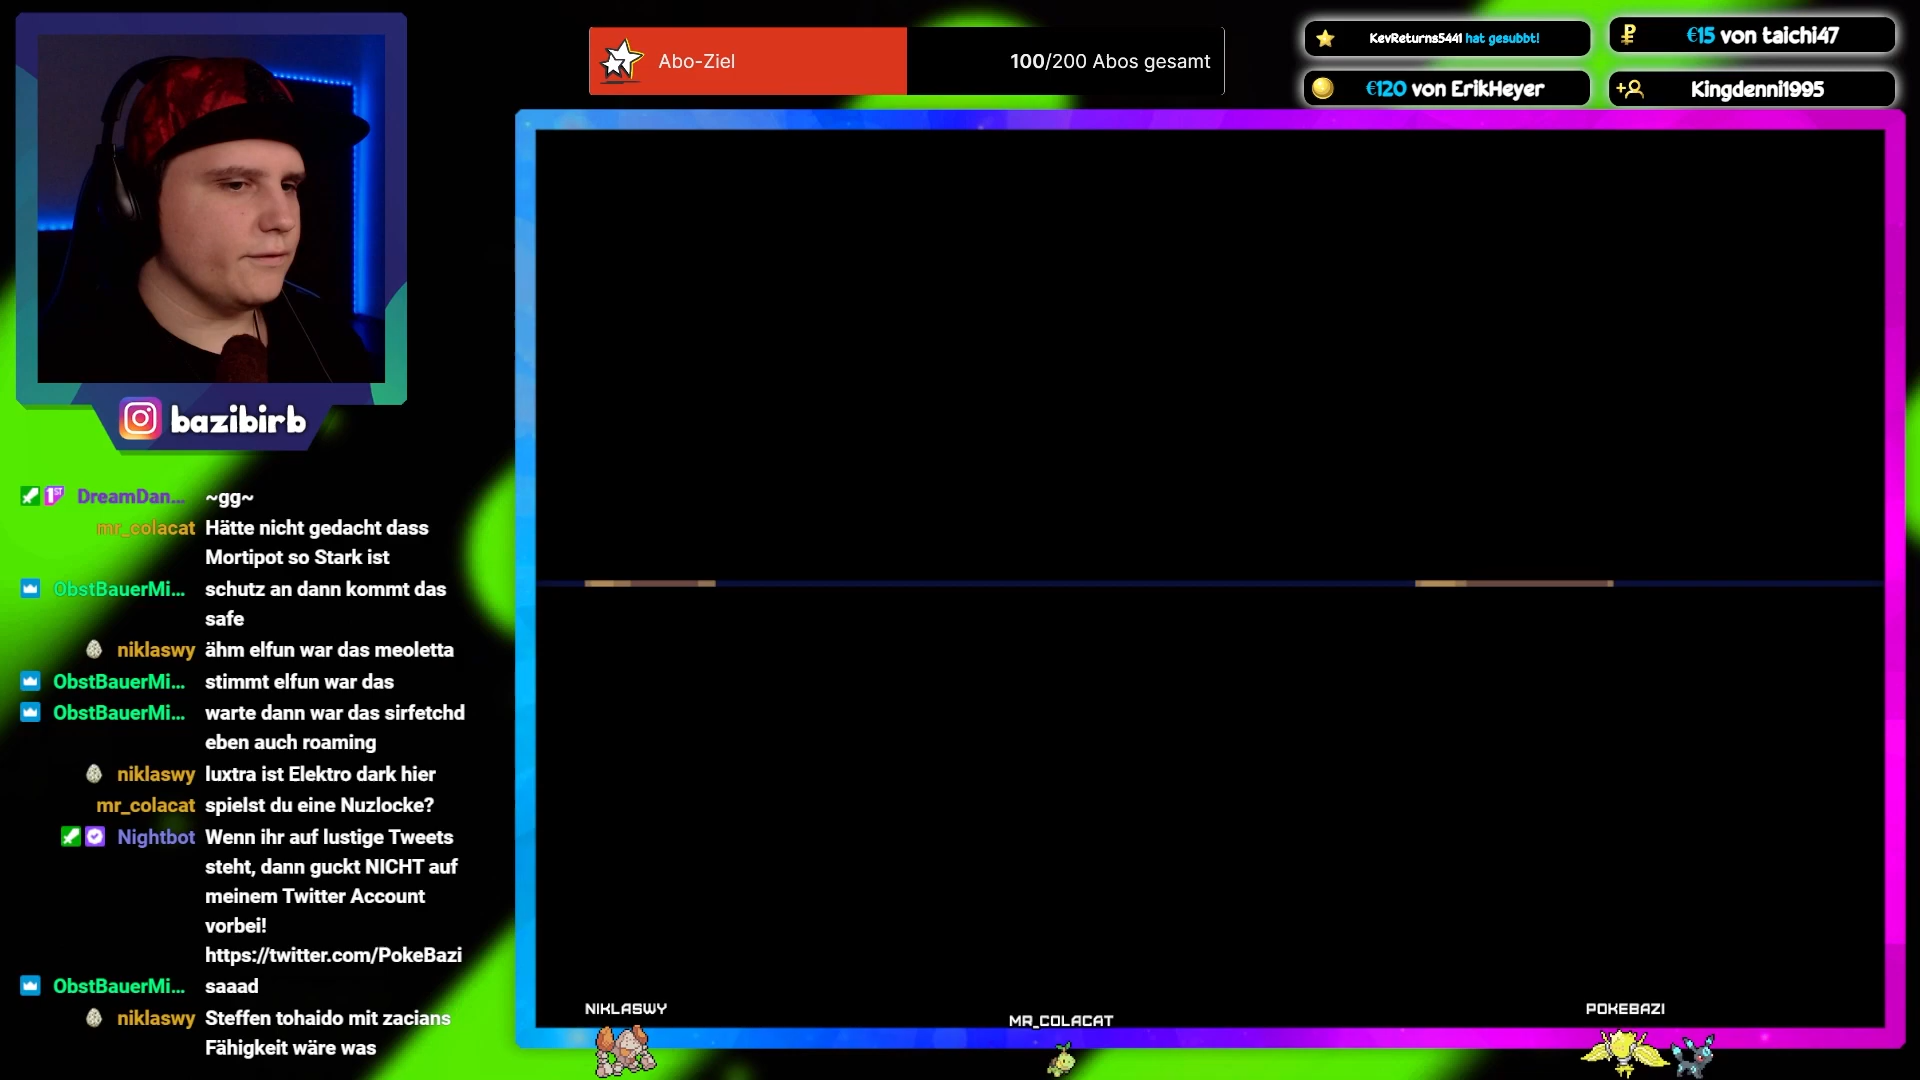 Abo-Ziel
100/200 Abos gesamt
KevReturns5441 hat gesubbt!
€15 von taichi47
€120 von ErikHeyer
Kingdenni1995
bazibirb
DreamDan... ~gg~
mr_colacat Hätte nicht gedacht dass
Mortipot so Stark ist
ObstBauerMi... schutz an dann kommt das
safe
niklaswy ähm elfun war das meoletta
ObstBauerMi... stimmt elfun war das
ObstBauerMi... warte dann war das sirfetchd
eben auch roaming
niklaswy luxtra ist Elektro dark hier
mr_colacat spielst du eine Nuzlocke?
Nightbot Wenn ihr auf lustige Tweets
steht, dann guckt NICHT auf
meinem Twitter Account
vorbei!
https://twitter.com/PokeBazi
ObstBauerMi... saaad
niklaswy Steffen tohaido mit zacians
Fähigkeit wäre was
NIKLASWY
MR_COLACAT
POKEBAZI